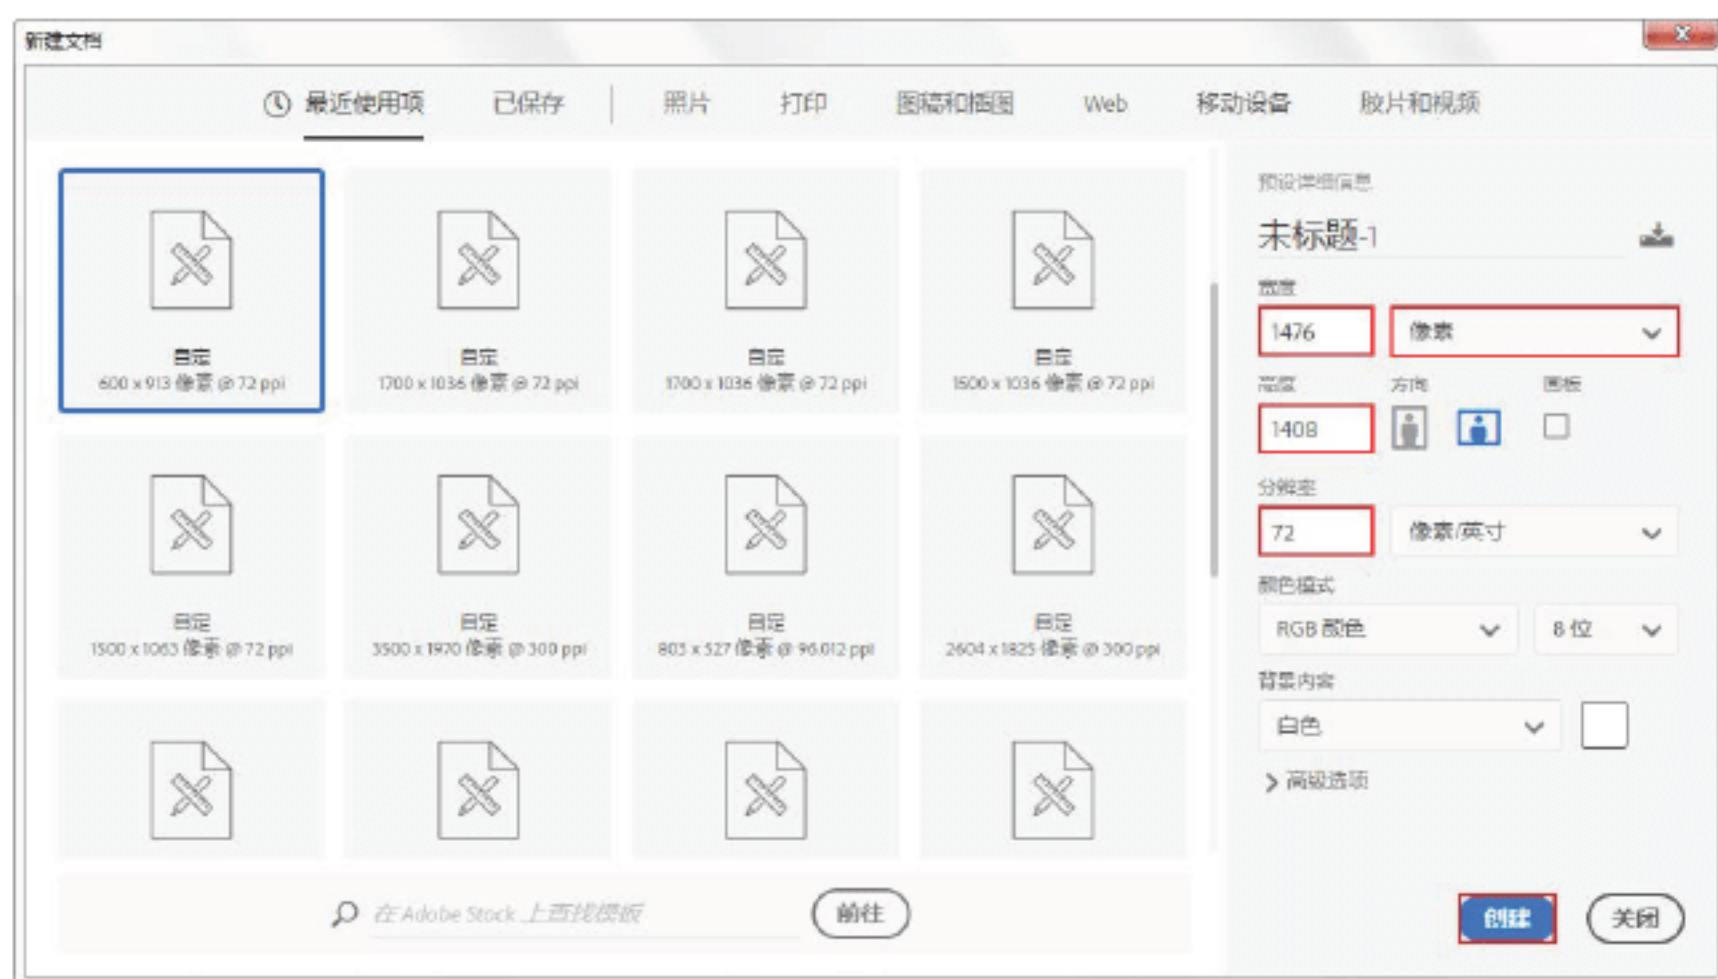 新建文档
最近使用项 已保存 照片 打印 图稿和插图 Web 移动设备 胶片和视频
自定 自定 自定 自定
600 x 913 像素 @ 72 ppi 1700 x 1036 像素 @ 72 ppi 1700 x 1036 像素 @ 72 ppi 1500 x 1036 像素 @ 72 ppi
自定 自定 自定 自定
1500 x 1063 像素 @ 72 ppi 3500 x 1970 像素 @ 300 ppi 803 x 527 像素 @ 96.012 ppi 2604 x 1825 像素 @ 300 ppi
在 Adobe Stock 上查找模板 前往
预设详细信息
未标题-1
宽度
1476 像素
高度 方向 画板
1408
分辨率
72 像素/英寸
颜色模式
RGB 颜色 8 位
背景内容
白色
高级选项
创建 关闭